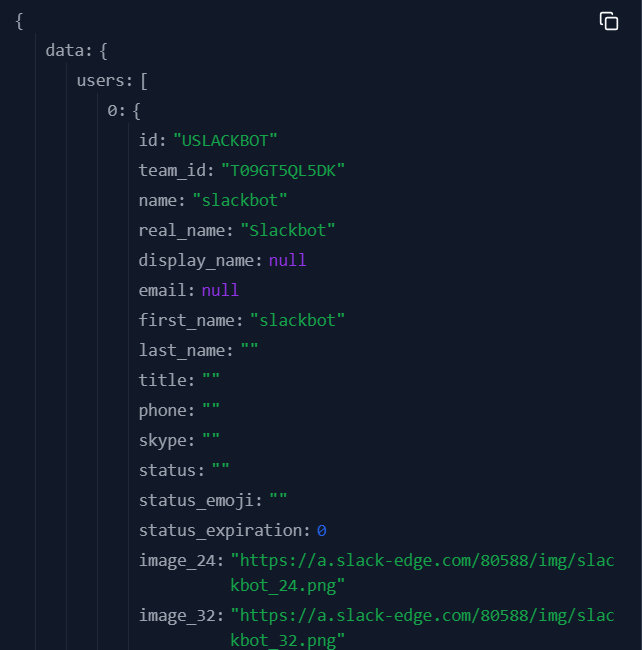 {
data: {
users: [
0: {
id: "USLACKBOT"
team_id: "T09GT5QL5DK"
name: "slackbot"
real_name: "Slackbot"
display_name: null
email: null
first_name: "slackbot"
last_name: ""
title: ""
phone: ""
skype: ""
status: ""
status_emoji: ""
status_expiration: 0
image_24: "https://a.slack-edge.com/80588/img/slac
kbot_24.png"
image_32: "https://a.slack-edge.com/80588/img/slac
kbot_32.png"